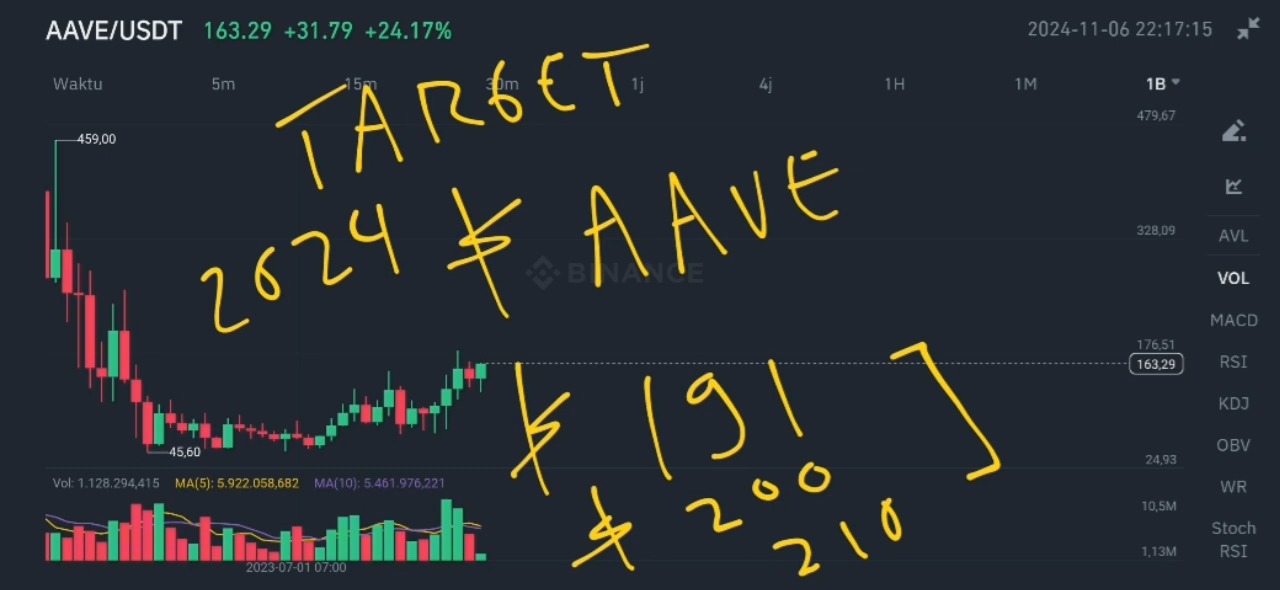 AAVE/USDT 163.29 +31.79 +24.17% 2024-11-06 22:17:15
Waktu 5m 15m 30m 1j 4j 1H 1M 1B
TARGET
2024 $ AAVE
479,67
459,00
328,09
BINANCE
176,51
163,29
$ 191
$ 200
210
45,60
24,93
AVL
VOL
MACD
RSI
KDJ
OBV
WR
Stoch
RSI
Vol: 1.128.294,415 MA(5): 5.922.058,682 MA(10): 5.461.976,221
10,5M
1,13M
2023-07-01 07:00